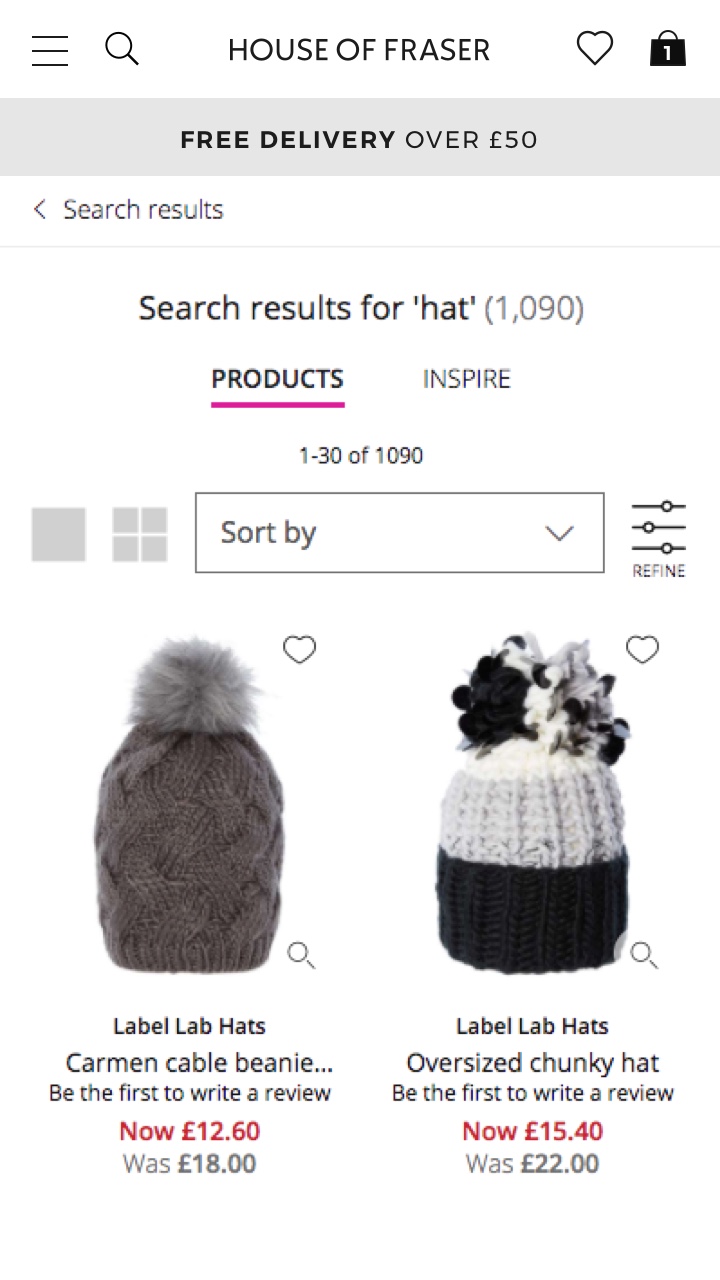 HOUSE OF FRASER
1
FREE DELIVERY OVER £50
Search results
Search results for 'hat' (1,090)
PRODUCTS
INSPIRE
1-30 of 1090
Sort by
REFINE
Label Lab Hats
Carmen cable beanie...
Be the first to write a review
Now £12.60
Was £18.00
Label Lab Hats
Oversized chunky hat
Be the first to write a review
Now £15.40
Was £22.00